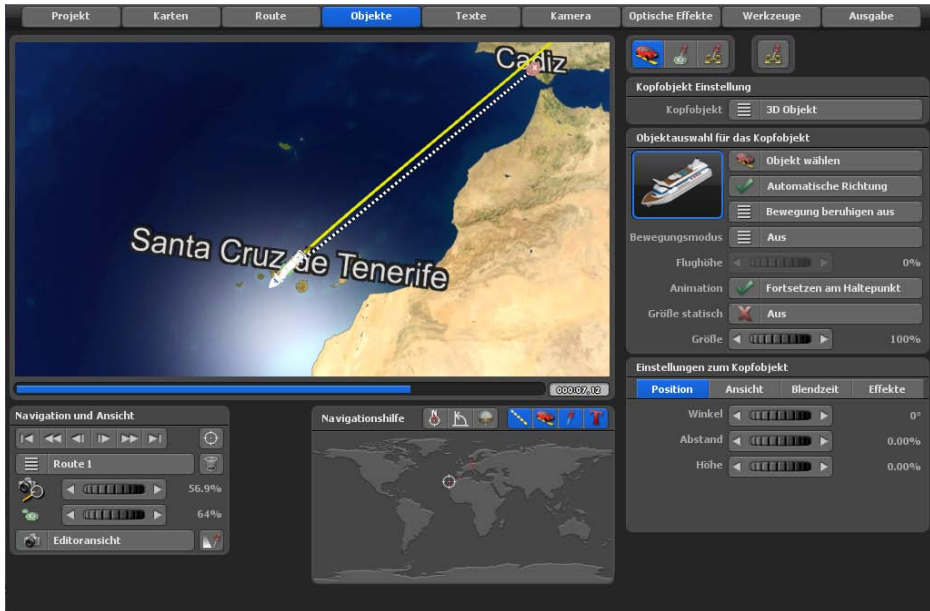 Projekt Karten Route Objekte Texte Kamera Optische Effekte Werkzeuge Ausgabe
Cadiz
Santa Cruz de Tenerife
000:07,12
Kopfobjekt Einstellung
Kopfobjekt 3D Objekt
Objektauswahl für das Kopfobjekt
Objekt wählen
Automatische Richtung
Bewegung beruhigen aus
Bewegungsmodus Aus
Flughöhe 0%
Animation Fortsetzen am Haltepunkt
Größe statisch Aus
Größe 100%
Einstellungen zum Kopfobjekt
Position Ansicht Blendzeit Effekte
Winkel 0°
Abstand 0.00%
Höhe 0.00%
Navigation und Ansicht
Route 1
56.9%
64%
Editoransicht
Navigationshilfe
N